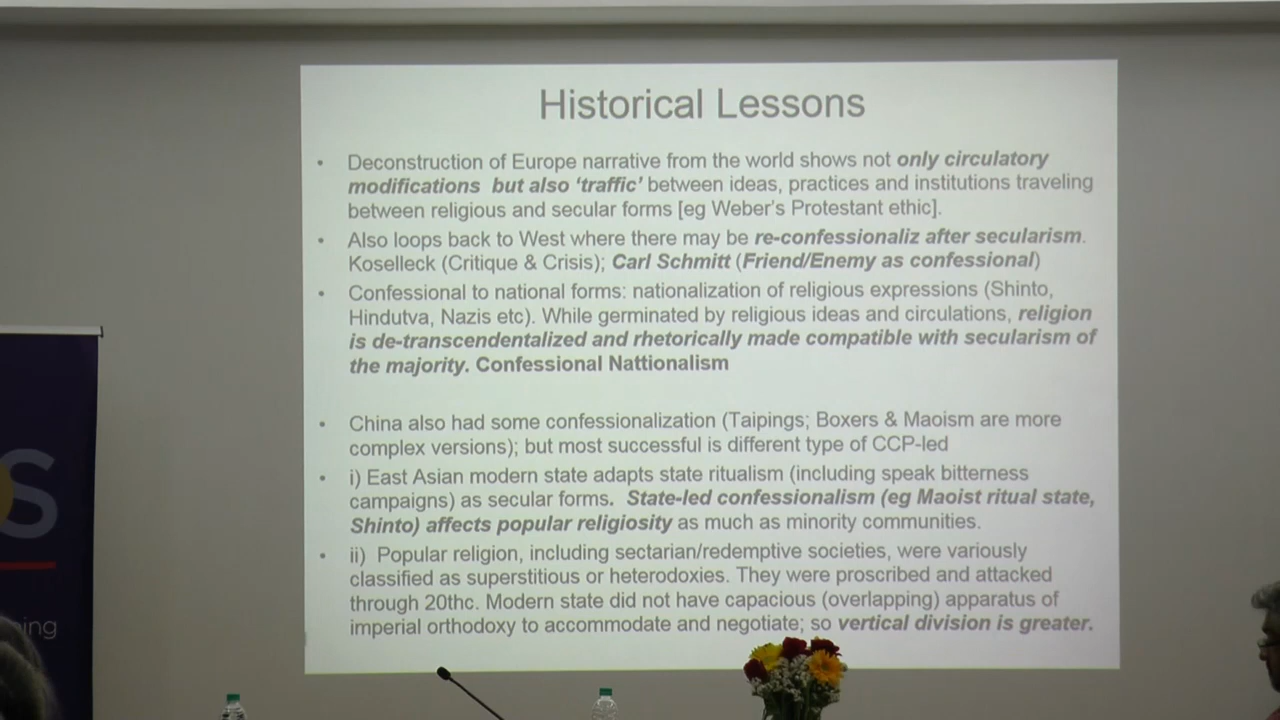 Historical Lessons
• Deconstruction of Europe narrative from the world shows not only circulatory
modifications but also ‘traffic’ between ideas, practices and institutions traveling
between religious and secular forms [eg Weber's Protestant ethic].
• Also loops back to West where there may be re-confessionaliz after secularism.
Koselleck (Critique & Crisis); Carl Schmitt (Friend/Enemy as confessional)
• Confessional to national forms: nationalization of religious expressions (Shinto,
Hindutva, Nazis etc). While germinated by religious ideas and circulations, religion
is de-transcendentalized and rhetorically made compatible with secularism of
the majority. Confessional Nattionalism
• China also had some confessionalization (Taipings; Boxers & Maoism are more
complex versions); but most successful is different type of CCP-led
• i) East Asian modern state adapts state ritualism (including speak bitterness
campaigns) as secular forms. State-led confessionalism (eg Maoist ritual state,
Shinto) affects popular religiosity as much as minority communities.
• ii) Popular religion, including sectarian/redemptive societies, were variously
classified as superstitious or heterodoxies. They were proscribed and attacked
through 20thc. Modern state did not have capacious (overlapping) apparatus of
imperial orthodoxy to accommodate and negotiate; so vertical division is greater.
S
ing